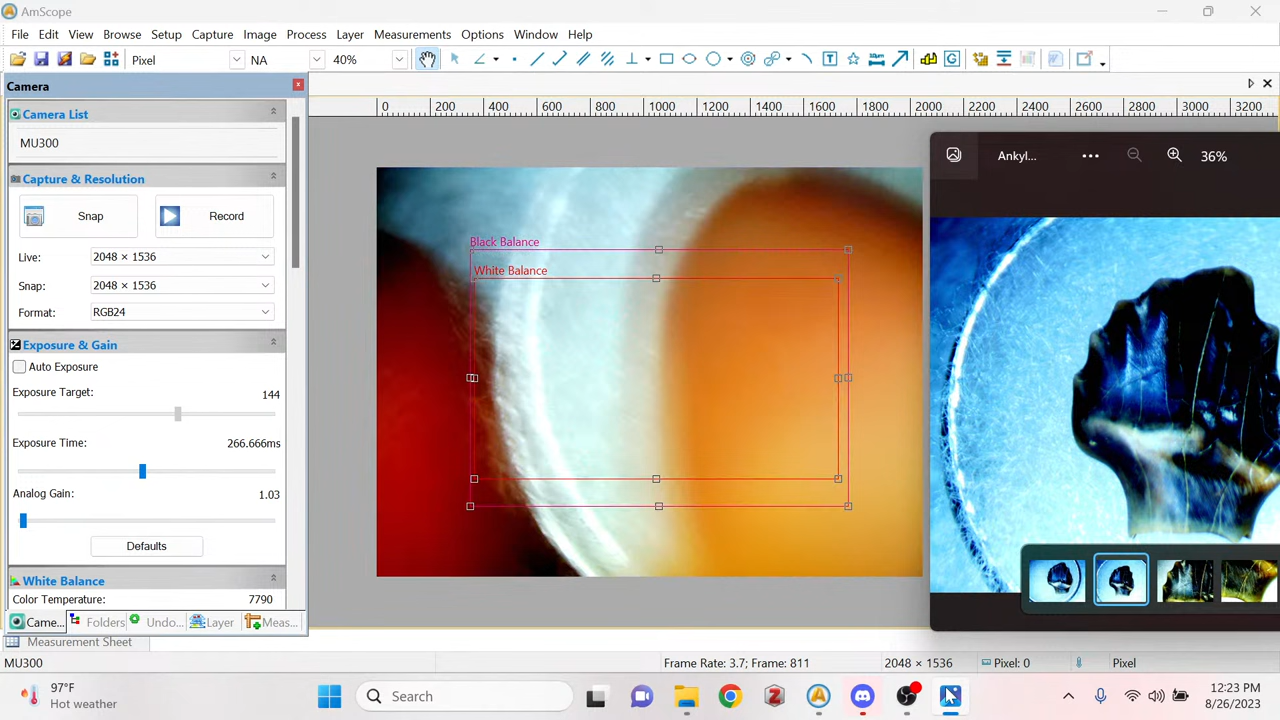 AmScope
File Edit View Browse Setup Capture Image Process Layer Measurements Options Window Help
Pixel NA 40%
Camera
Camera List
MU300
Capture & Resolution
Snap Record
Live: 2048 × 1536
Snap: 2048 × 1536
Format: RGB24
Exposure & Gain
Auto Exposure
Exposure Target: 144
Exposure Time: 266.666ms
Analog Gain: 1.03
Defaults
White Balance
Color Temperature: 7790
Came... Folders Undo... Layer Meas...
Measurement Sheet
0 200 400 600 800 1000 1200 1400 1600 1800 2000 2200 2400 2600 2800 3000 3200
Black Balance
White Balance
Ankyl... 36%
MU300 Frame Rate: 3.7; Frame: 811 2048 × 1536 Pixel: 0 Pixel
97°F
Hot weather
Search
12:23 PM
8/26/2023